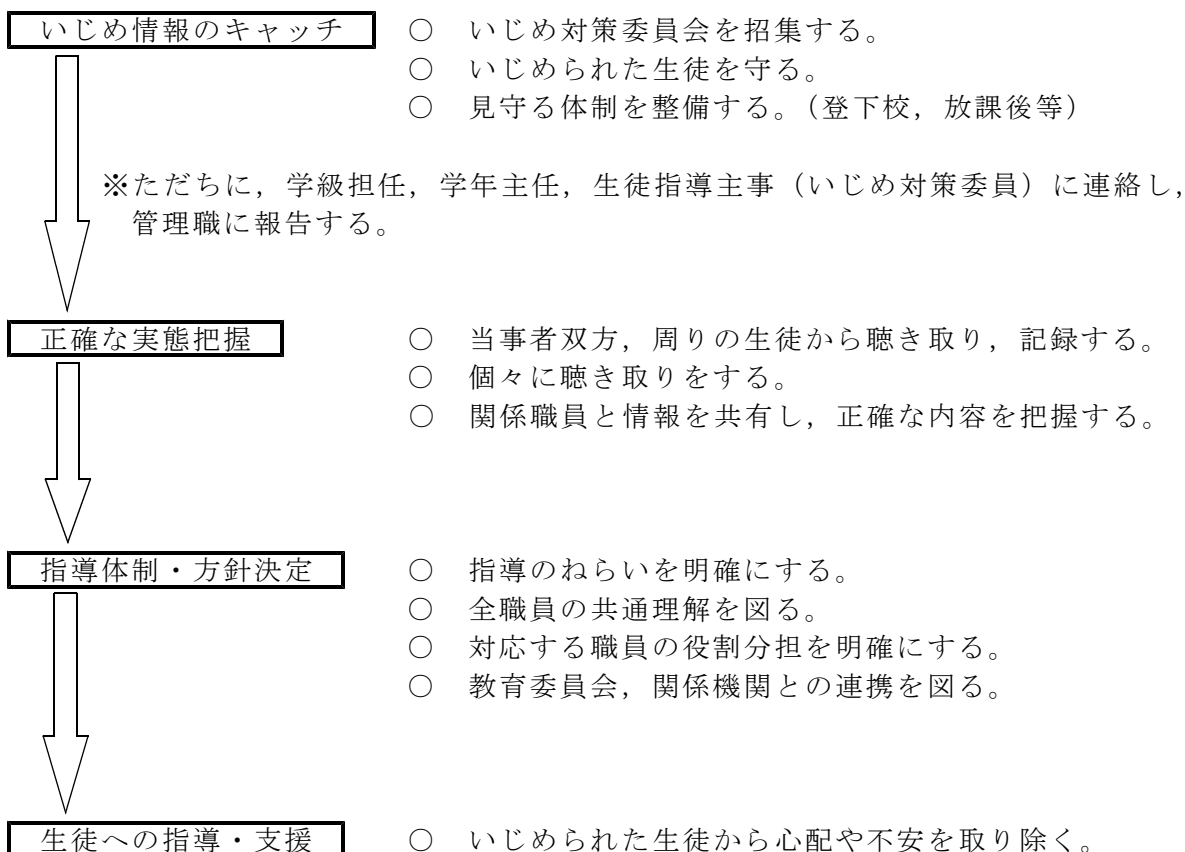 いじめ情報のキャッチ ○ いじめ対策委員会を招集する。
○ いじめられた生徒を守る。
○ 見守る体制を整備する。(登下校，放課後等)
※ただちに，学級担任，学年主任，生徒指導主事（いじめ対策委員）に連絡し，
管理職に報告する。
正確な実態把握 ○ 当事者双方，周りの生徒から聴き取り，記録する。
○ 個々に聴き取りをする。
○ 関係職員と情報を共有し，正確な内容を把握する。
指導体制・方針決定 ○ 指導のねらいを明確にする。
○ 全職員の共通理解を図る。
○ 対応する職員の役割分担を明確にする。
○ 教育委員会，関係機関との連携を図る。
生徒への指導・支援 ○ いじめられた生徒から心配や不安を取り除く。